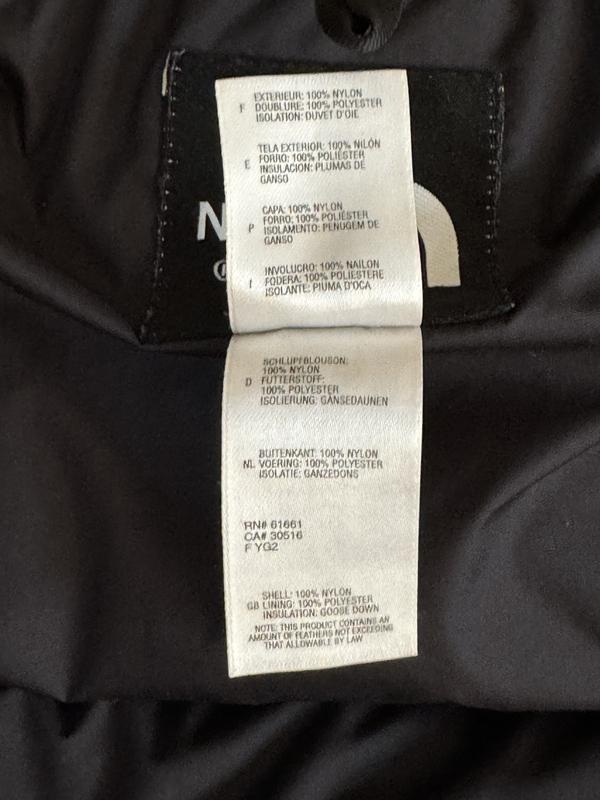 EXTERIEUR: 100% NYLON
F DOUBLURE: 100% POLYESTER
ISOLATION: DUVET D'OIE
TELA EXTERIOR: 100% NILÓN
E FORRO: 100% POLIÉSTER
INSULACION: PLUMAS DE
GANSO
CAPA: 100% NYLON
FORRO: 100% POLIÉSTER
P ISOLAMENTO: PENUGEM DE
GANSO
INVOLUCRO: 100% NAILON
I FODERA: 100% POLIESTERE
ISOLANTE: PIUMA D'OCA
N
SCHLUPFBLOUSON:
100% NYLON
D FUTTERSTOFF:
100% POLYESTER
ISOLIERUNG: GANSEDAUNEN
BUITENKANT: 100% NYLON
NL VOERING: 100% POLYESTER
ISOLATIE: GANZEDONS
RN# 61661
CA# 30516
F YG2
SHELL: 100% NYLON
GB LINING: 100% POLYESTER
INSULATION: GOOSE DOWN
NOTE: THIS PRODUCT CONTAINS AN
AMOUNT OF FEATHERS NOT EXCEEDING
THAT ALLOWABLE BY LAW